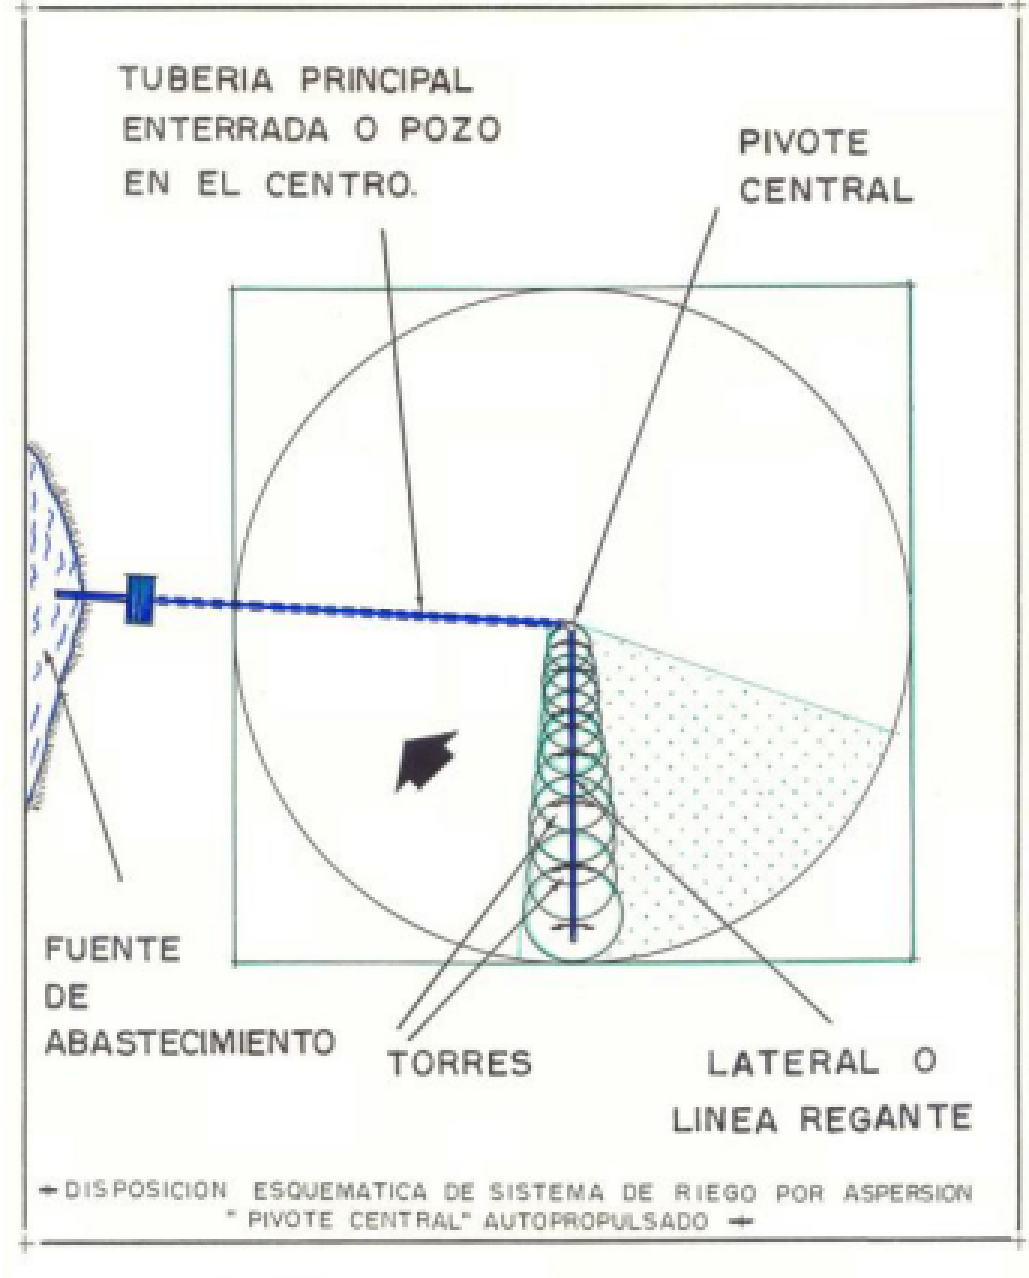 TUBERIA PRINCIPAL
ENTERRADA O POZO
EN EL CENTRO.
PIVOTE
CENTRAL
FUENTE
DE
ABASTECIMIENTO
TORRES
LATERAL O
LINEA REGANTE
DISPOSICION ESQUEMATICA DE SISTEMA DE RIEGO POR ASPERSION
" PIVOTE CENTRAL" AUTOPROPULSADO